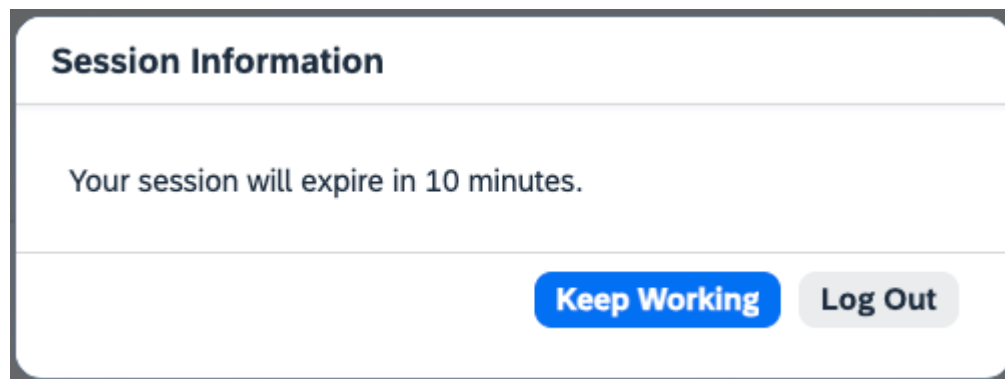 Session Information
Your session will expire in 10 minutes.
Keep Working Log Out